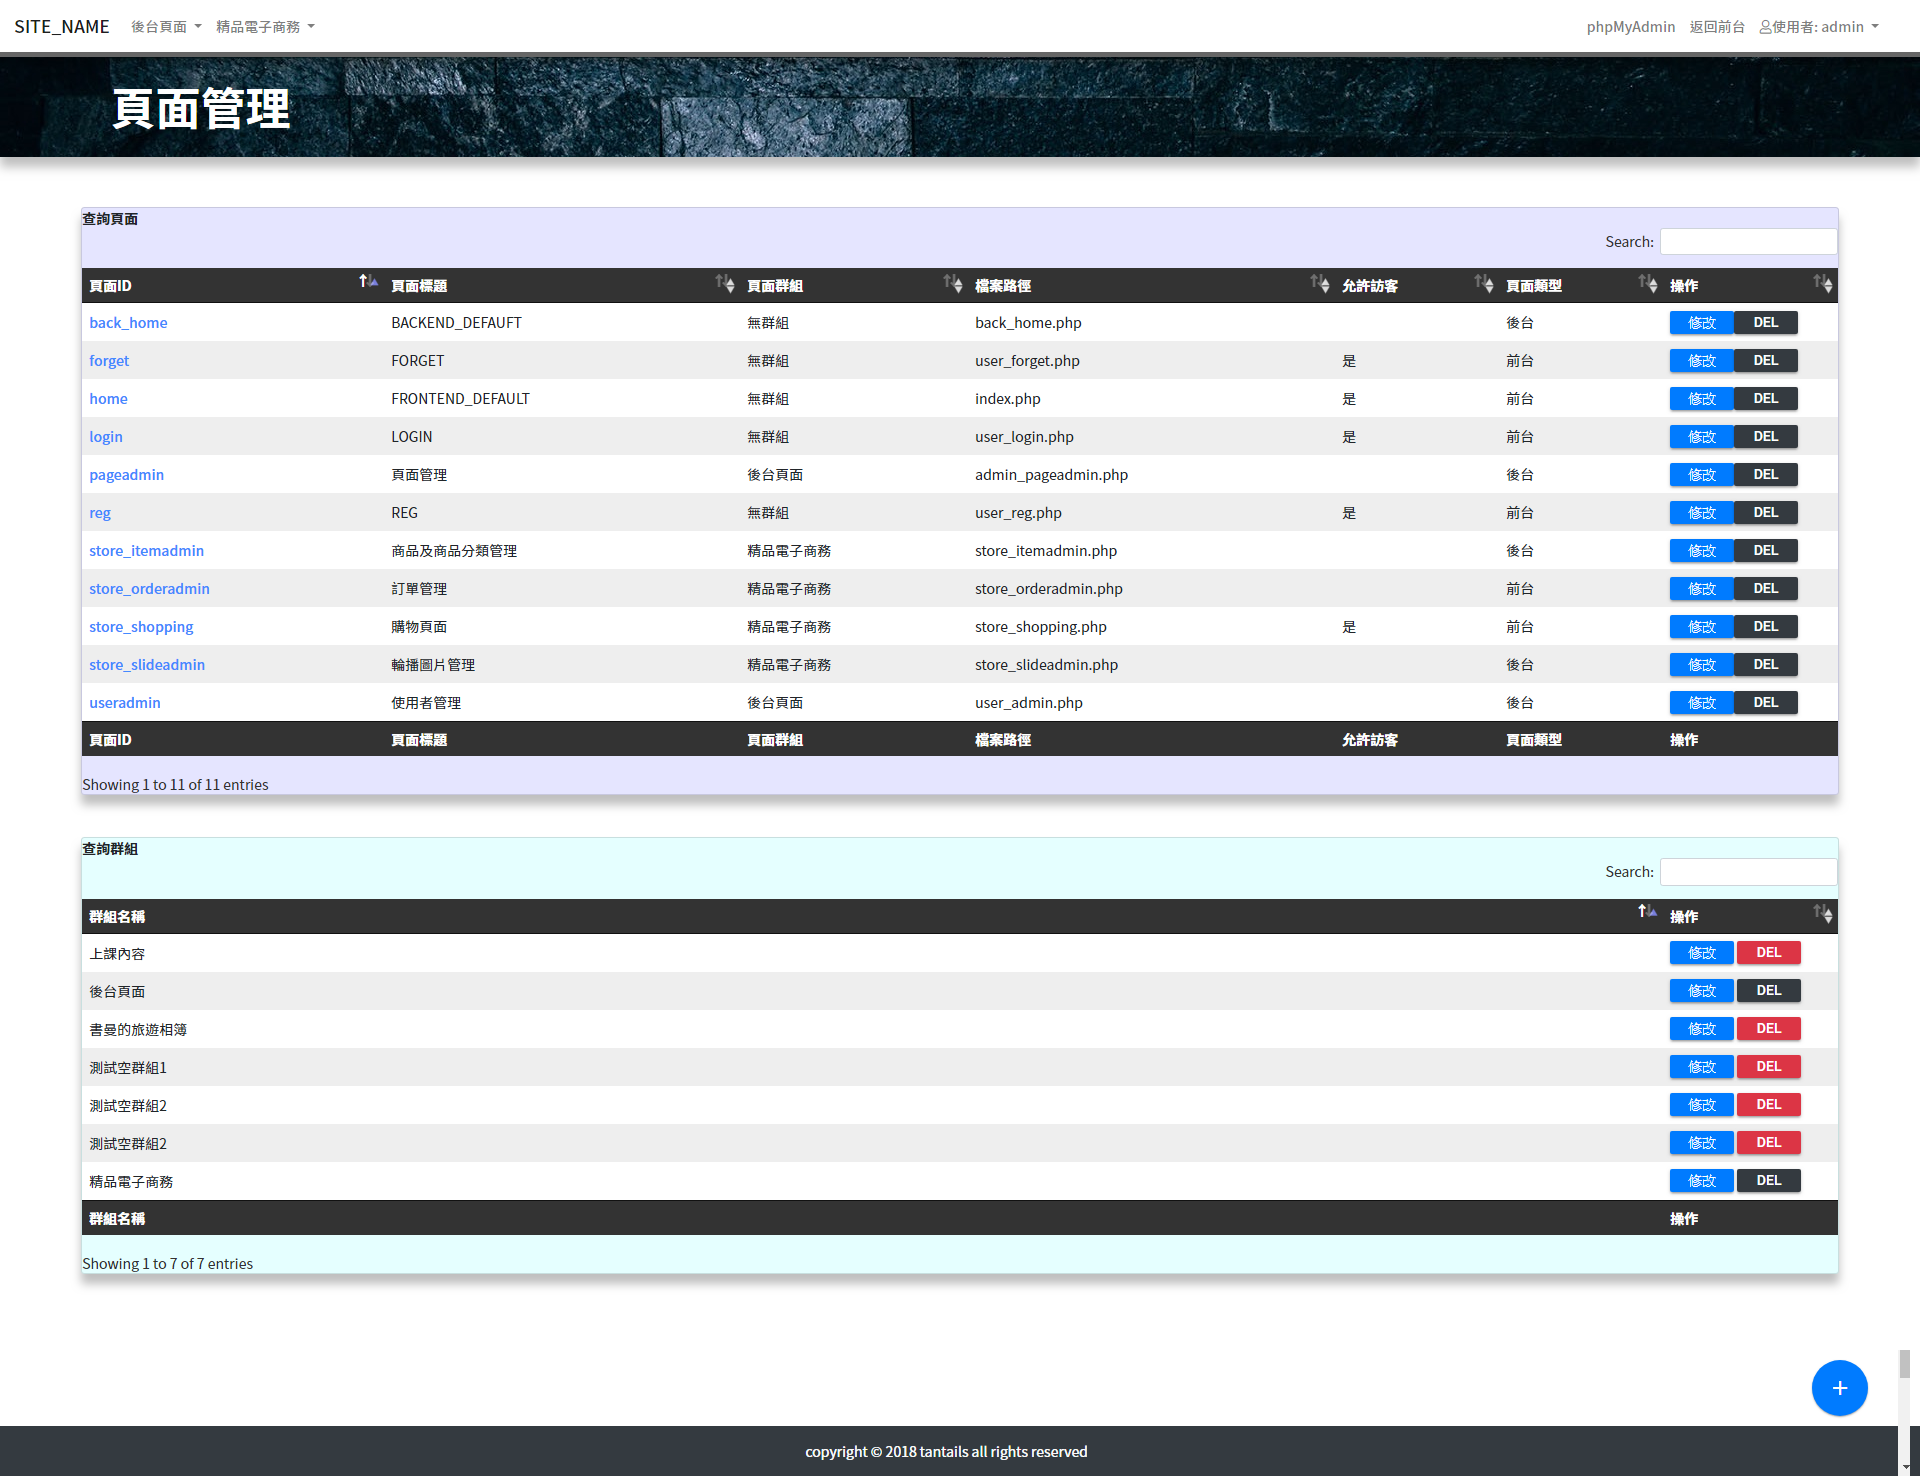 SITE_NAME 後台頁面 精品電子商務 phpMyAdmin 返回前台 使用者: admin
頁面管理
查詢頁面
Search:
頁面ID 頁面標題 頁面群組 檔案路徑 允許訪客 頁面類型 操作
back_home BACKEND_DEFAUFT 無群組 back_home.php 後台 修改 DEL
forget FORGET 無群組 user_forget.php 是 前台 修改 DEL
home FRONTEND_DEFAULT 無群組 index.php 是 前台 修改 DEL
login LOGIN 無群組 user_login.php 是 前台 修改 DEL
pageadmin 頁面管理 後台頁面 admin_pageadmin.php 後台 修改 DEL
reg REG 無群組 user_reg.php 是 前台 修改 DEL
store_itemadmin 商品及商品分類管理 精品電子商務 store_itemadmin.php 後台 修改 DEL
store_orderadmin 訂單管理 精品電子商務 store_orderadmin.php 前台 修改 DEL
store_shopping 購物頁面 精品電子商務 store_shopping.php 是 前台 修改 DEL
store_slideadmin 輪播圖片管理 精品電子商務 store_slideadmin.php 後台 修改 DEL
useradmin 使用者管理 後台頁面 user_admin.php 後台 修改 DEL
頁面ID 頁面標題 頁面群組 檔案路徑 允許訪客 頁面類型 操作
Showing 1 to 11 of 11 entries
查詢群組
Search:
群組名稱 操作
上課內容 修改 DEL
後台頁面 修改 DEL
書曼的旅遊相簿 修改 DEL
測試空群組1 修改 DEL
測試空群組2 修改 DEL
測試空群組2 修改 DEL
精品電子商務 修改 DEL
群組名稱 操作
Showing 1 to 7 of 7 entries
+
copyright © 2018 tantails all rights reserved